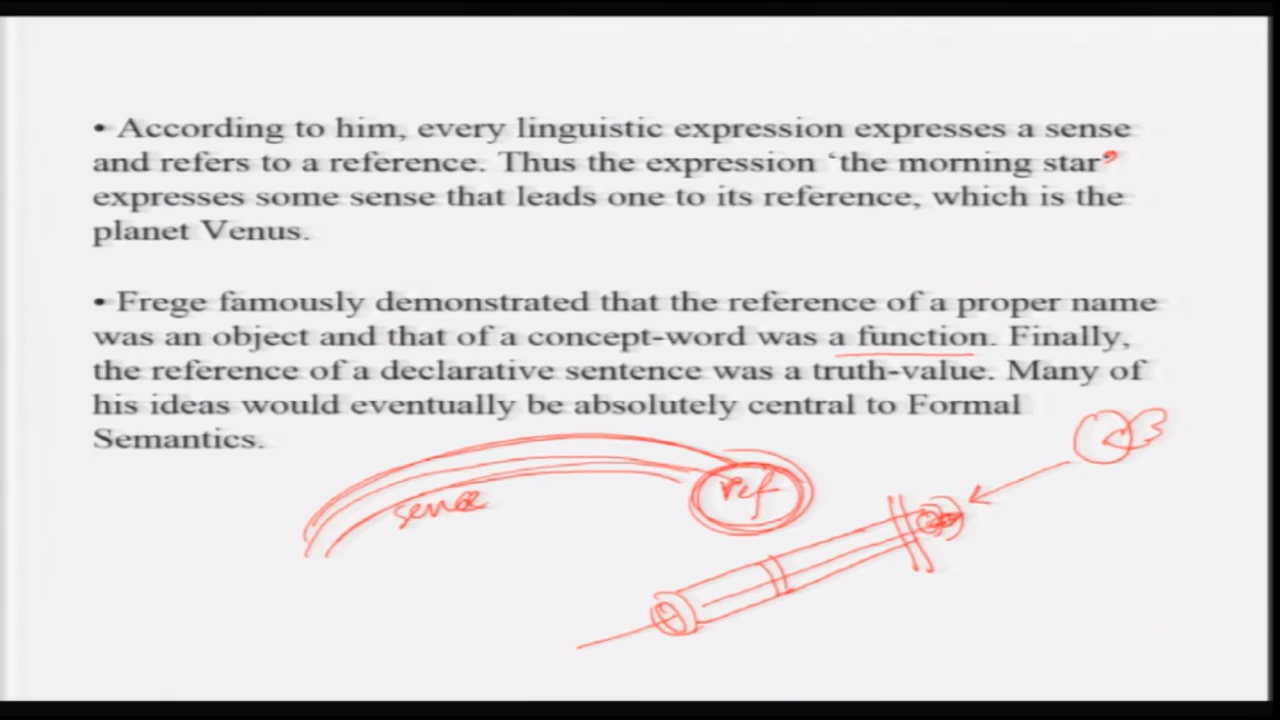 • According to him, every linguistic expression expresses a sense
and refers to a reference. Thus the expression ‘the morning star’
expresses some sense that leads one to its reference, which is the
planet Venus.
• Frege famously demonstrated that the reference of a proper name
was an object and that of a concept-word was a function. Finally,
the reference of a declarative sentence was a truth-value. Many of
his ideas would eventually be absolutely central to Formal
Semantics.
ref
sense